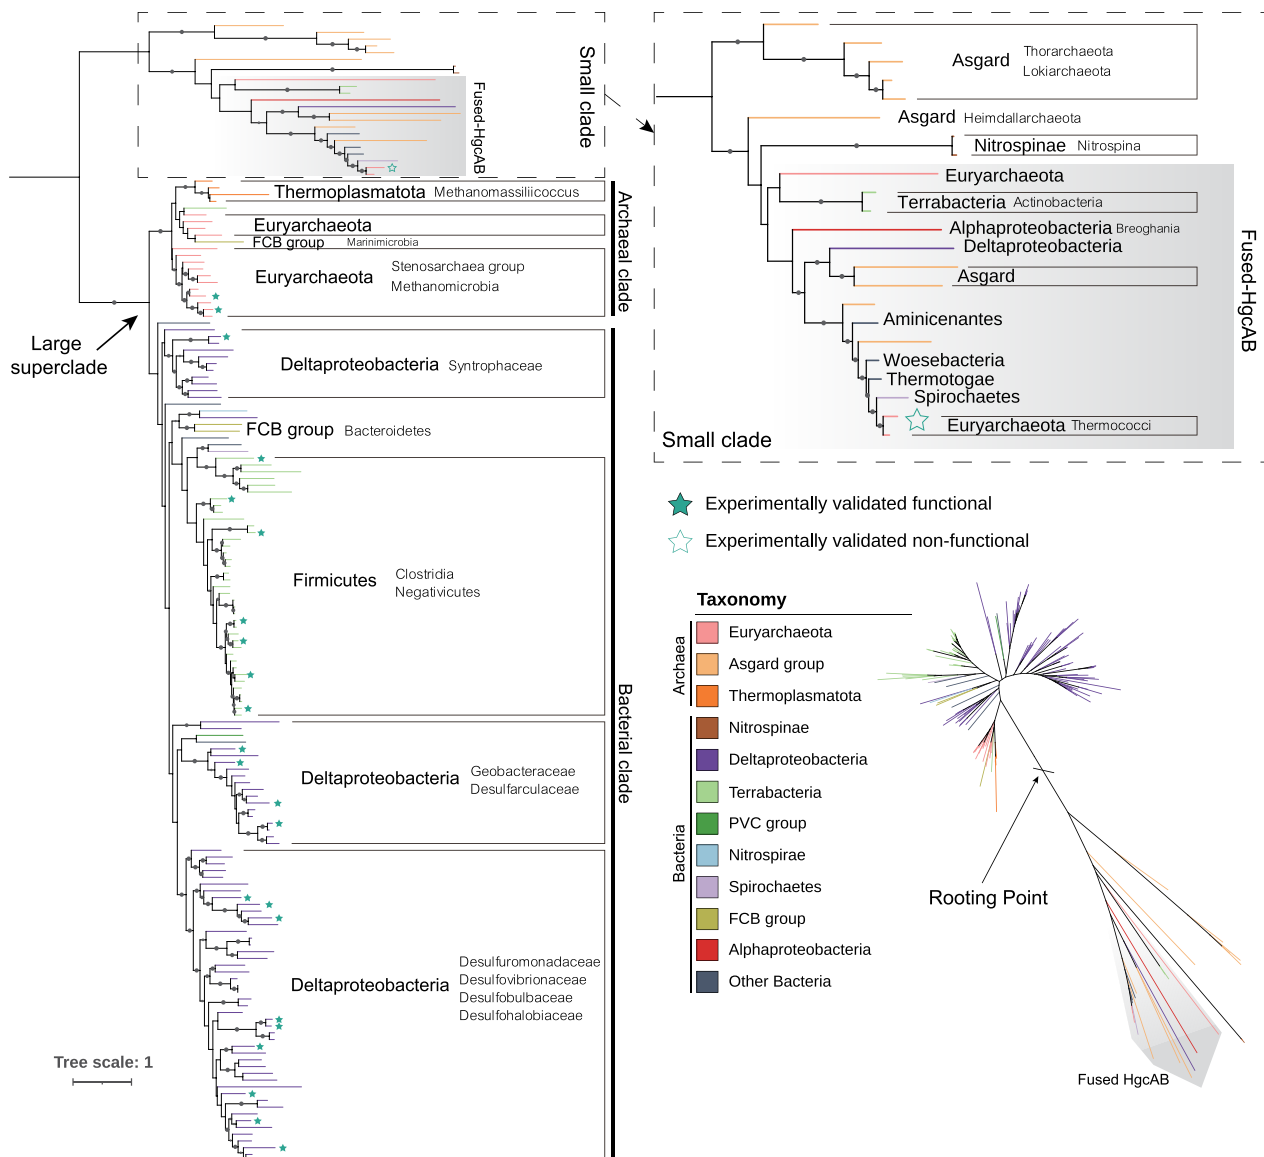 Small clade
Fused-HgcAB
Thermoplasmatota Methanomassiliicoccus
Euryarchaeota
FCB group Marinimicrobia
Euryarchaeota
Stenosarchaea group
Methanomicrobia
Archaeal clade
Large
superclade
Deltaproteobacteria Syntrophaceae
FCB group Bacteroidetes
Firmicutes
Clostridia
Negativicutes
Deltaproteobacteria
Geobacteraceae
Desulfarculaceae
Bacterial clade
Deltaproteobacteria
Desulfuromonadaceae
Desulfovibrionaceae
Desulfobulbaceae
Desulfohalobiaceae
Tree scale: 1
Asgard
Thorarchaeota
Lokiarchaeota
Asgard Heimdallarchaeota
Nitrospinae Nitrospina
Euryarchaeota
Terrabacteria Actinobacteria
Alphaproteobacteria Breoghania
Deltaproteobacteria
Asgard
Aminicenantes
Woesebacteria
Thermotogae
Spirochaetes
Euryarchaeota Thermococci
Small clade
Fused-HgcAB
Experimentally validated functional
Experimentally validated non-functional
Taxonomy
Archaea
Euryarchaeota
Asgard group
Thermoplasmatota
Bacteria
Nitrospinae
Deltaproteobacteria
Terrabacteria
PVC group
Nitrospirae
Spirochaetes
FCB group
Alphaproteobacteria
Other Bacteria
Rooting Point
Fused HgcAB